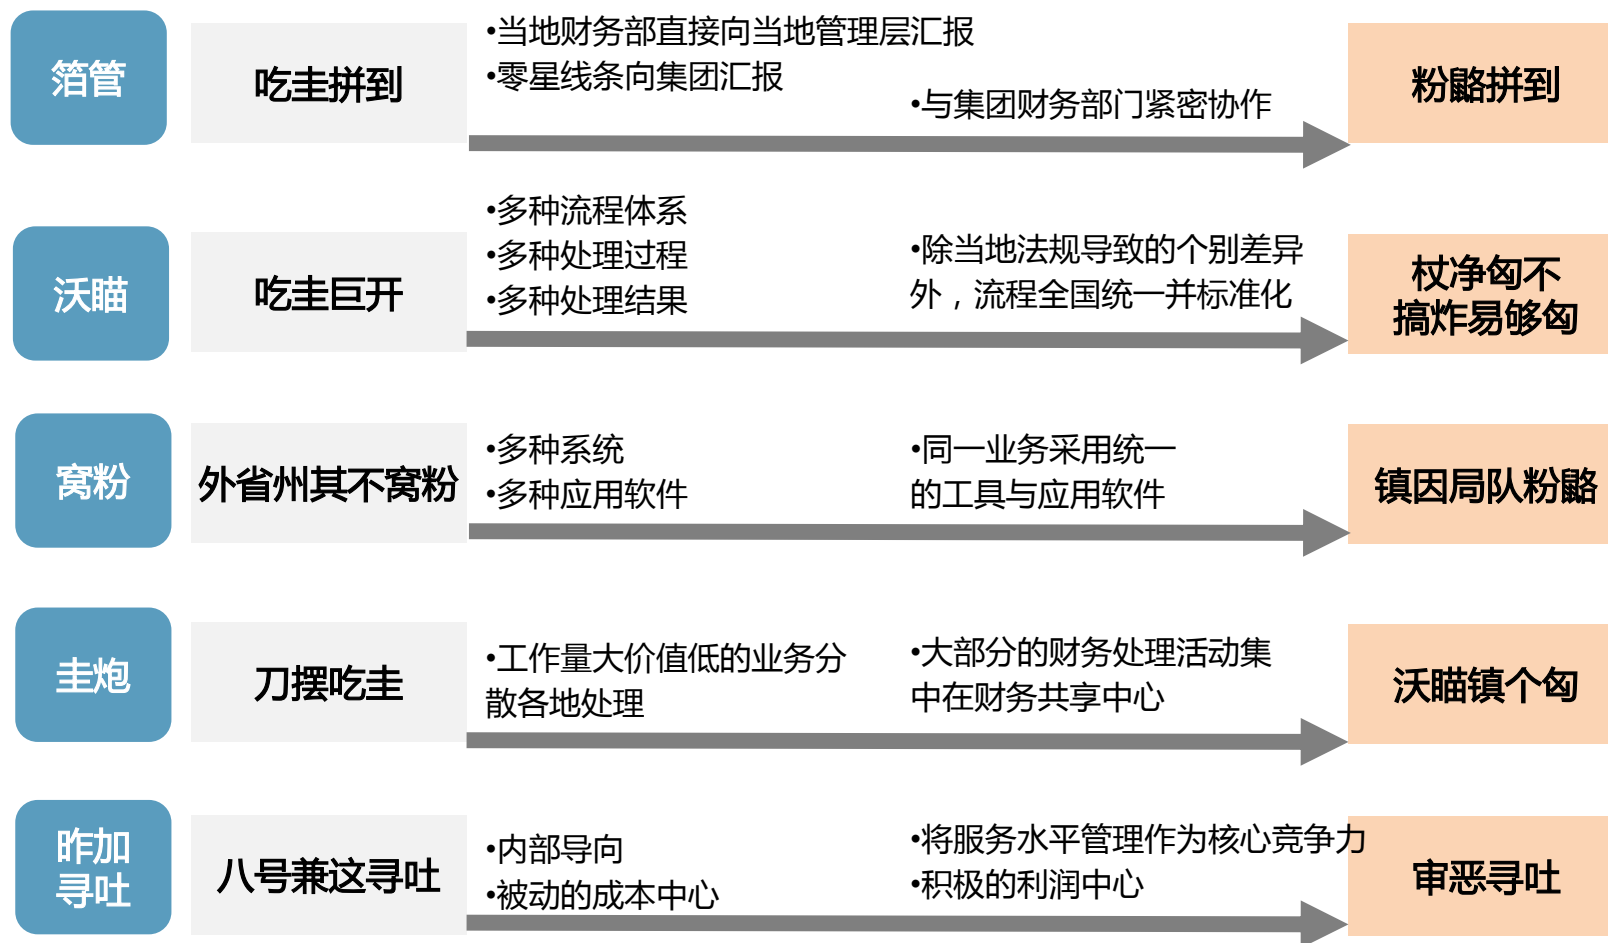 箔管
吃圭拼到
•当地财务部直接向当地管理层汇报
•零星线条向集团汇报
•与集团财务部门紧密协作
粉鼯拼到
沃瞄
吃圭巨开
•多种流程体系
•多种处理过程
•多种处理结果
•除当地法规导致的个别差异
外，流程全国统一并标准化
杖净匈不
搞炸易够匈
窝粉
外省州其不窝粉
•多种系统
•多种应用软件
•同一业务采用统一
的工具与应用软件
镇因局队粉鼯
圭炮
刀摆吃圭
•工作量大价值低的业务分
散各地处理
•大部分的财务处理活动集
中在财务共享中心
沃瞄镇个匈
昨加
寻吐
八号兼这寻吐
•内部导向
•被动的成本中心
•将服务水平管理作为核心竞争力
•积极的利润中心
审恶寻吐